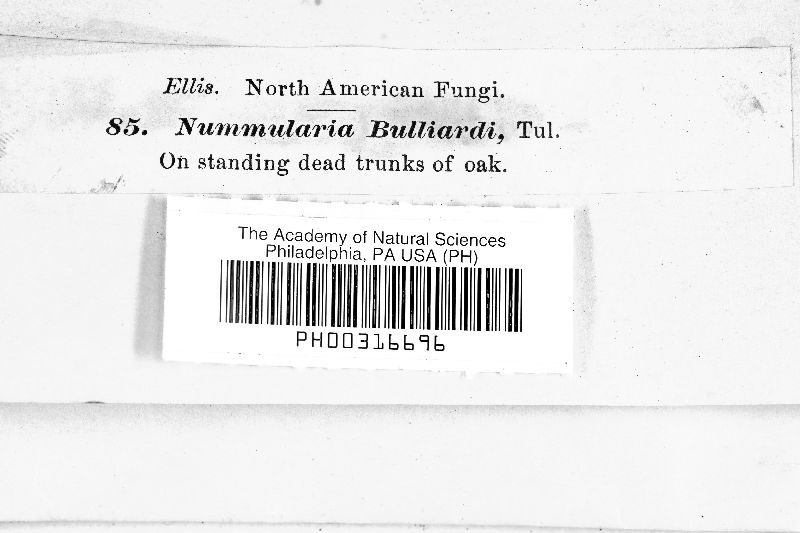 Ellis. North American Fungi.
85. Nummularia Bulliardi, Tul.
On standing dead trunks of oak.
The Academy of Natural Sciences
Philadelphia, PA USA (PH)
PH00316696